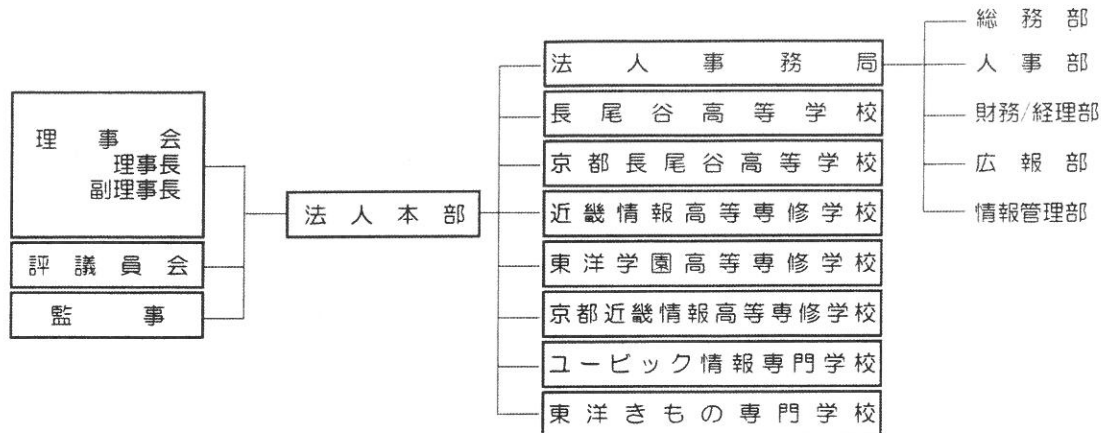 理事会
理事長
副理事長
評議員会
監事
法人本部
法人事務局
長尾谷高等学校
京都長尾谷高等学校
近畿情報高等専修学校
東洋学園高等専修学校
京都近畿情報高等専修学校
ユービック情報専門学校
東洋きもの専門学校
総務部
人事部
財務/経理部
広報部
情報管理部